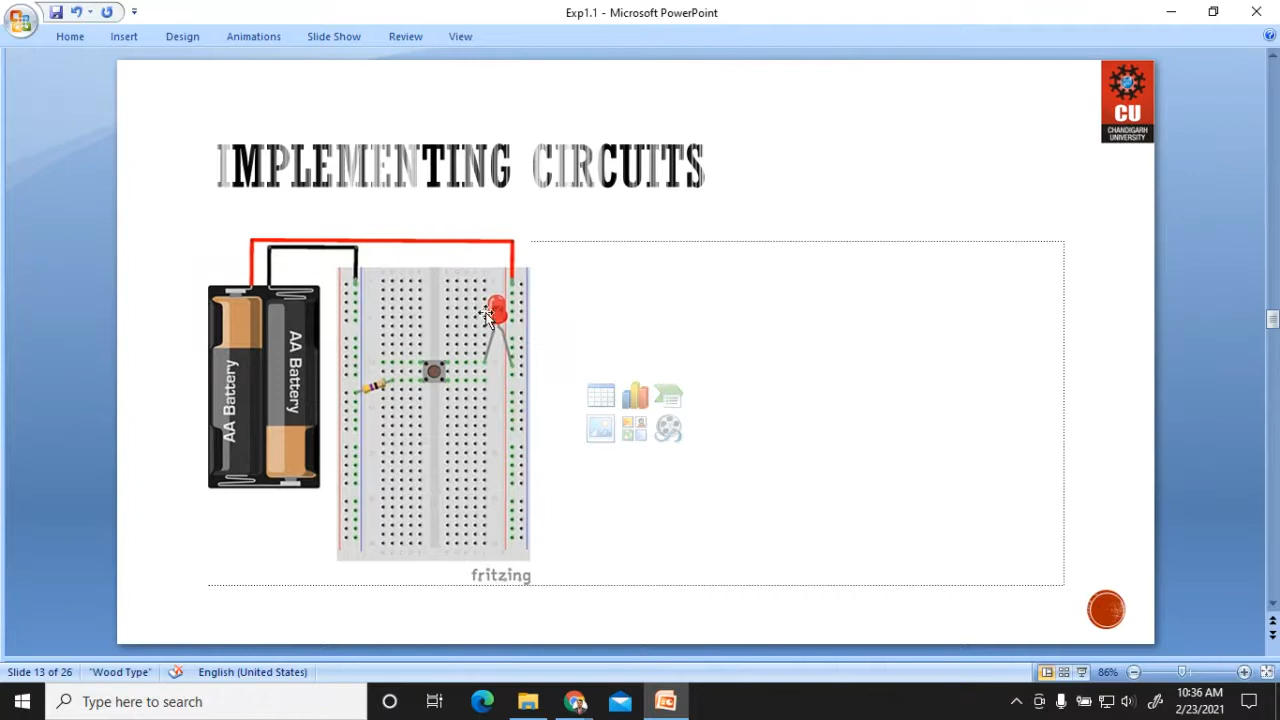 Exp1.1 - Microsoft PowerPoint
Home Insert Design Animations Slide Show Review View
CU
CHANDIGARH
UNIVERSITY
IMPLEMENTING CIRCUITS
AA Battery
AA Battery
fritzing
Slide 13 of 26 "Wood Type" English (United States) 86%
Type here to search
10:36 AM
2/23/2021